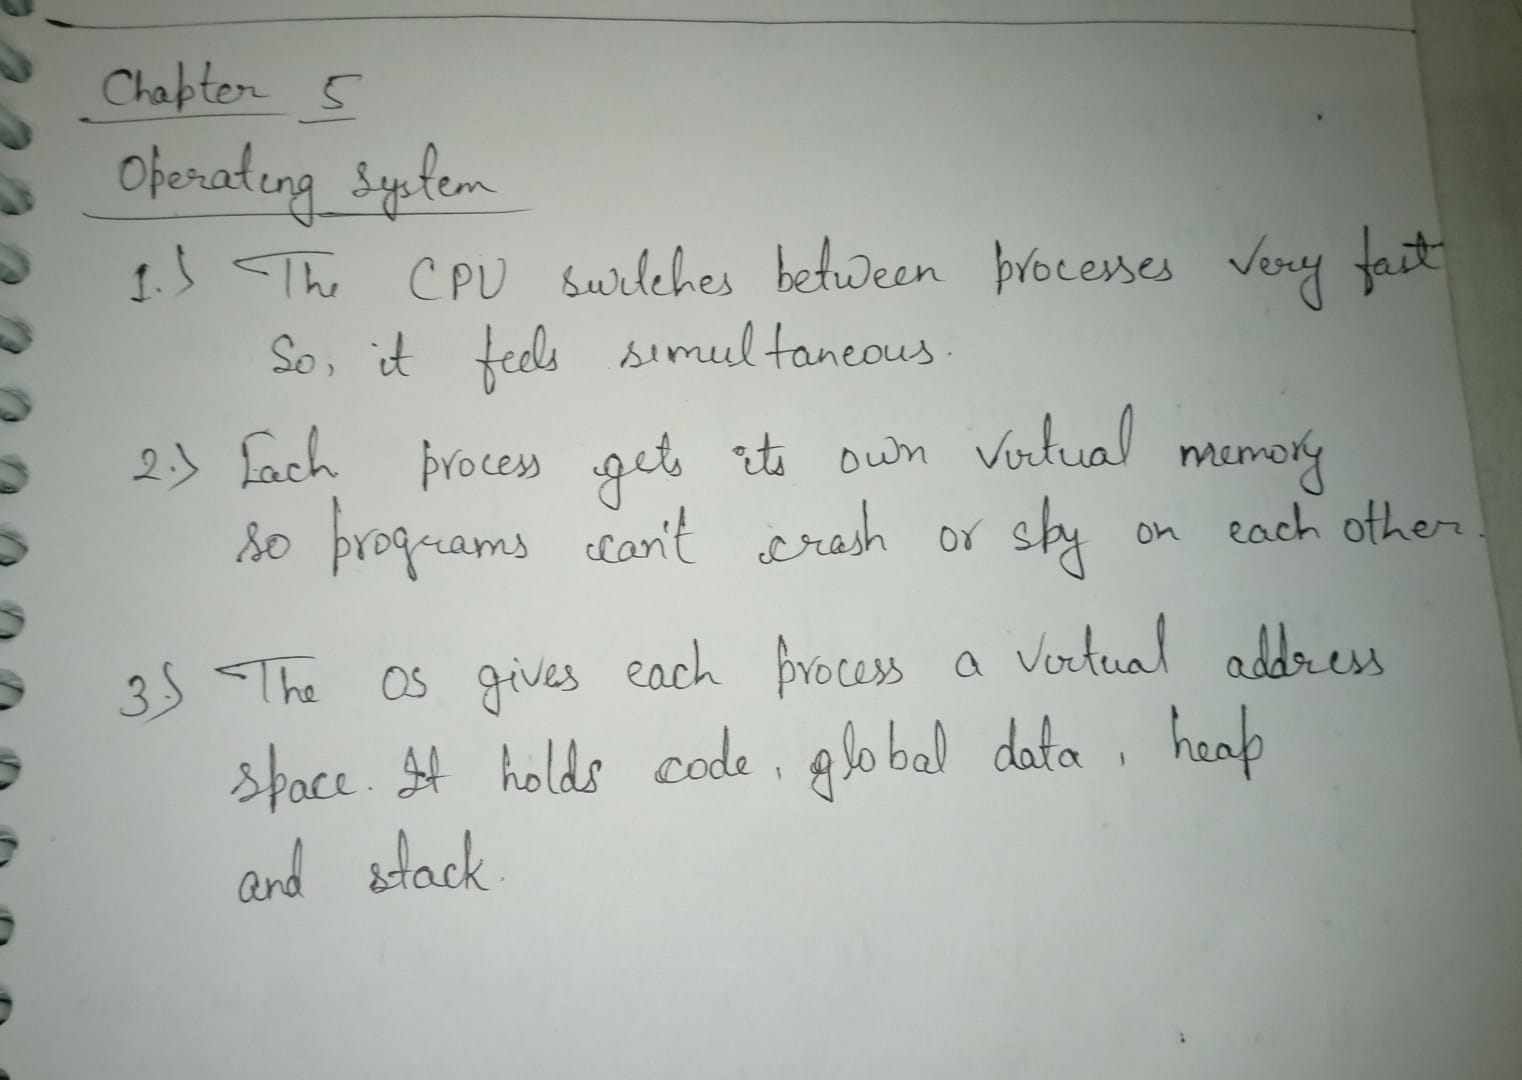 Chapter 5
Operating System
1.) The CPU switches between processes very fast
So, it feels simultaneous.
2.) Each process gets its own virtual memory
so programs can't crash or spy on each other.
3.) The OS gives each process a virtual address
space. It holds code, global data, heap
and stack.